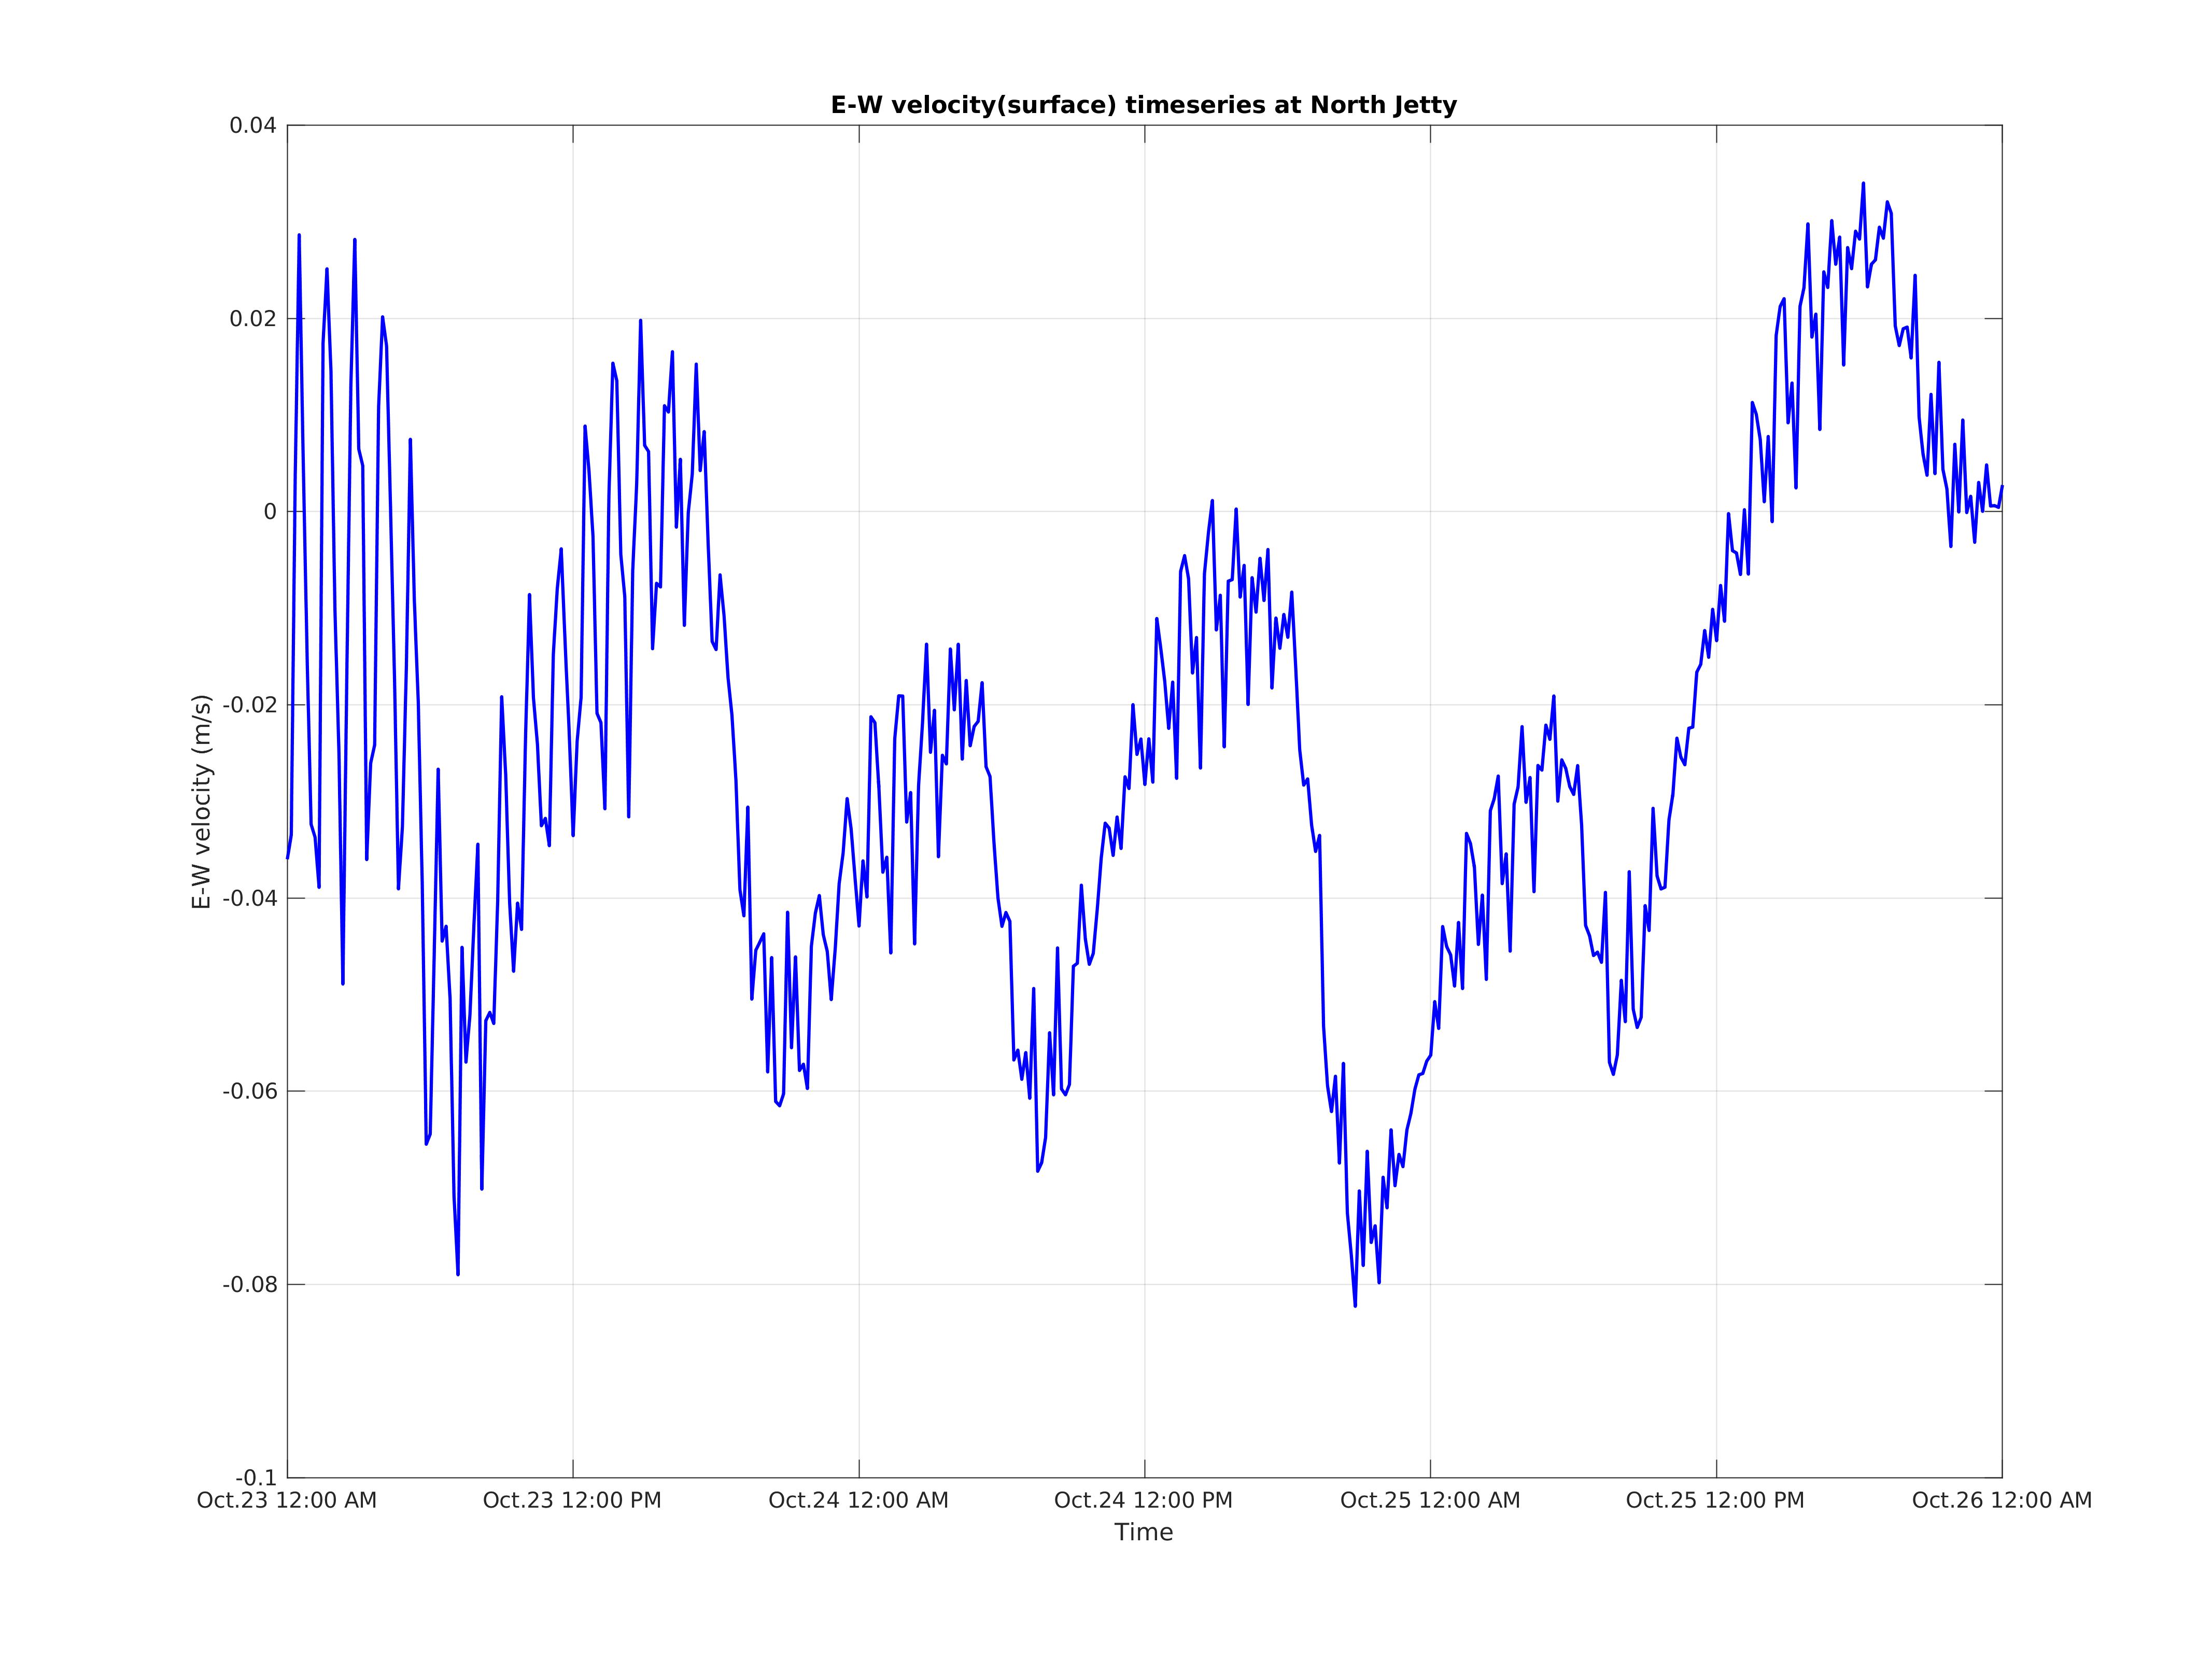 E-W velocity(surface) timeseries at North Jetty
0.04
0.02
0
-0.02
-0.04
-0.06
-0.08
-0.1
E-W velocity (m/s)
Oct.23 12:00 AM Oct.23 12:00 PM Oct.24 12:00 AM Oct.24 12:00 PM Oct.25 12:00 AM Oct.25 12:00 PM Oct.26 12:00 AM
Time